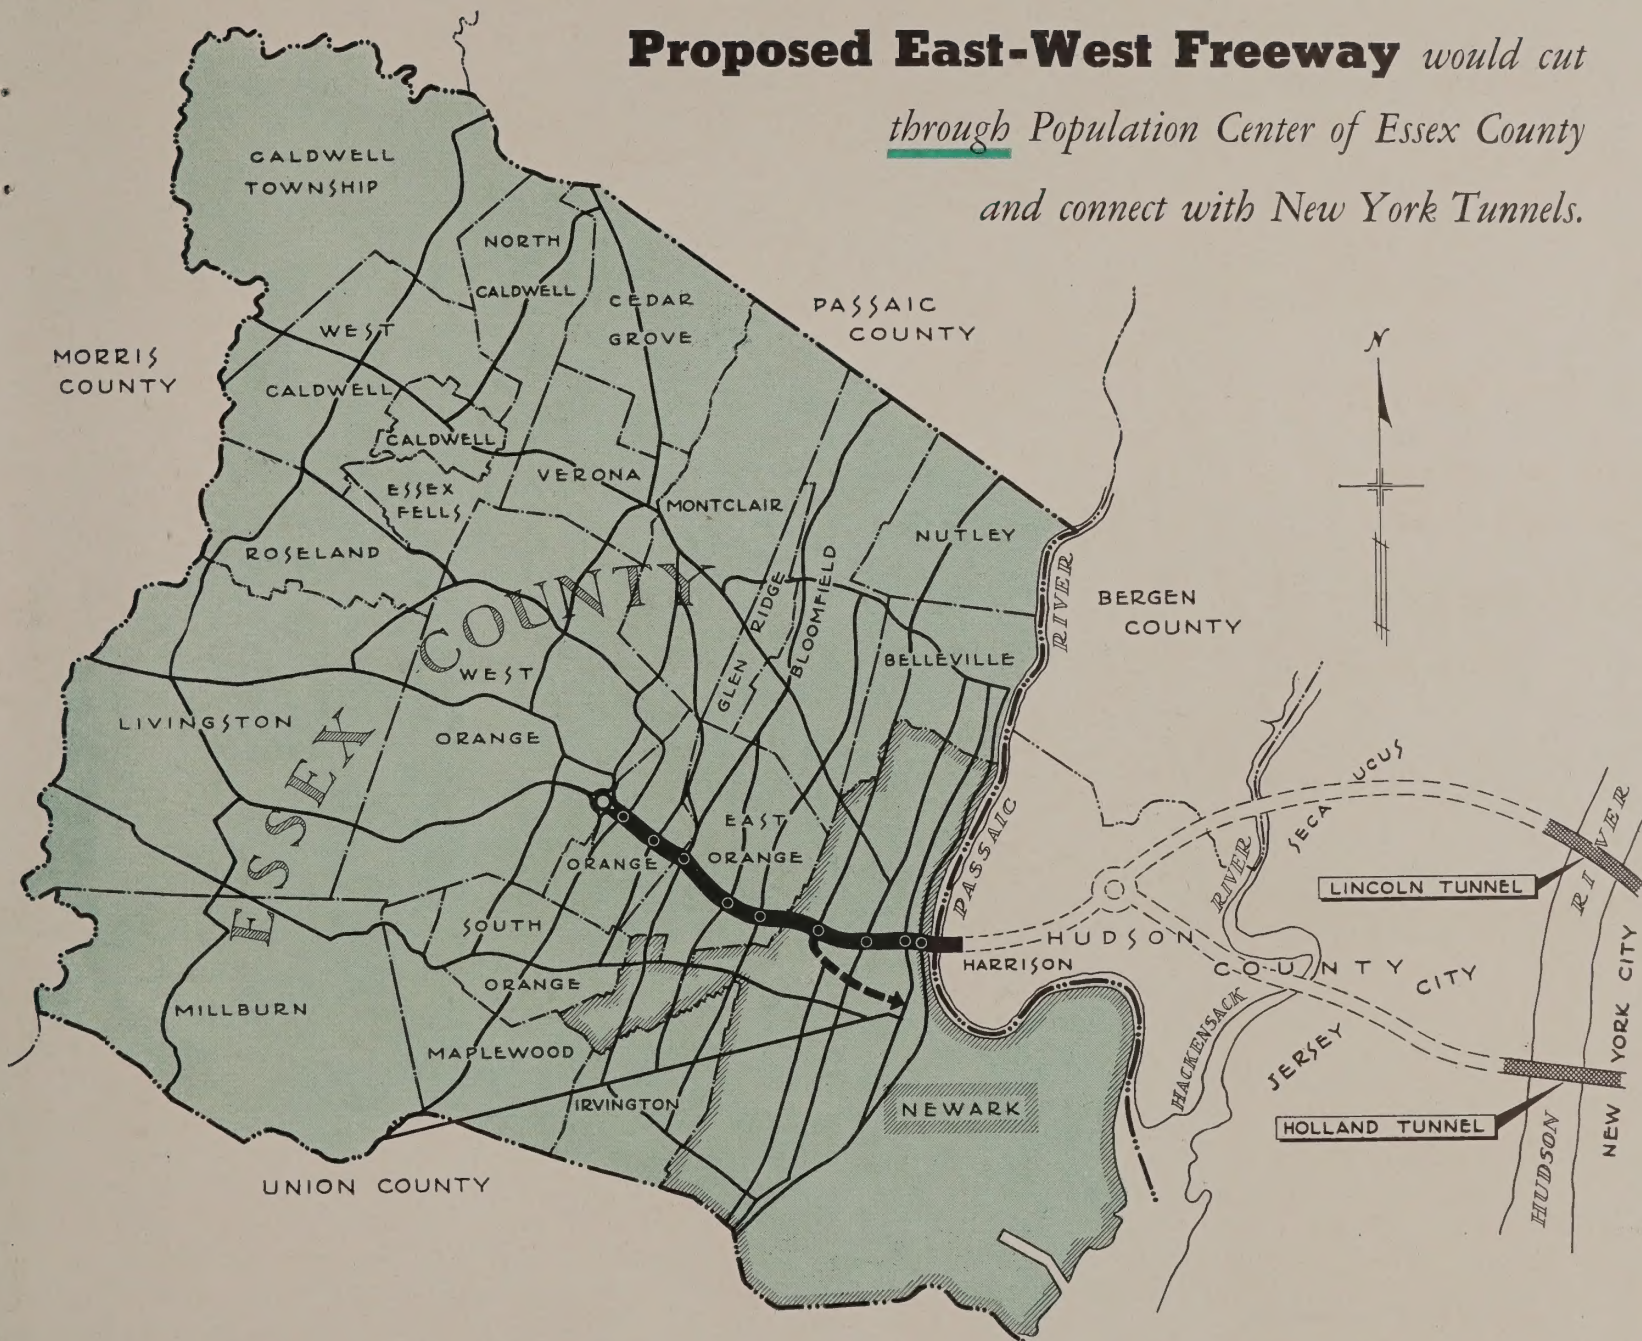 Proposed East-West Freeway would cut
through Population Center of Essex County
and connect with New York Tunnels.
CALDWELL
TOWNSHIP
NORTH
CALDWELL
CEDAR
GROVE
PASSAIC
COUNTY
WEST
CALDWELL
MORRIS
COUNTY
N
CALDWELL
VERONA
ESSEX
FELLS
MONTCLAIR
NUTLEY
ROSELAND
ESSEX COUNTY
GLEN RIDGE
BLOOMFIELD
PASSAIC RIVER
BERGEN
COUNTY
BELLEVILLE
WEST
ORANGE
LIVINGSTON
SECAUCUS
EAST
ORANGE
ORANGE
HACKENSACK RIVER
LINCOLN TUNNEL
HUDSON RIVER
SOUTH
ORANGE
HUDSON
COUNTY
HARRISON
JERSEY CITY
NEW YORK CITY
MILLBURN
MAPLEWOOD
IRVINGTON
NEWARK
HOLLAND TUNNEL
UNION COUNTY